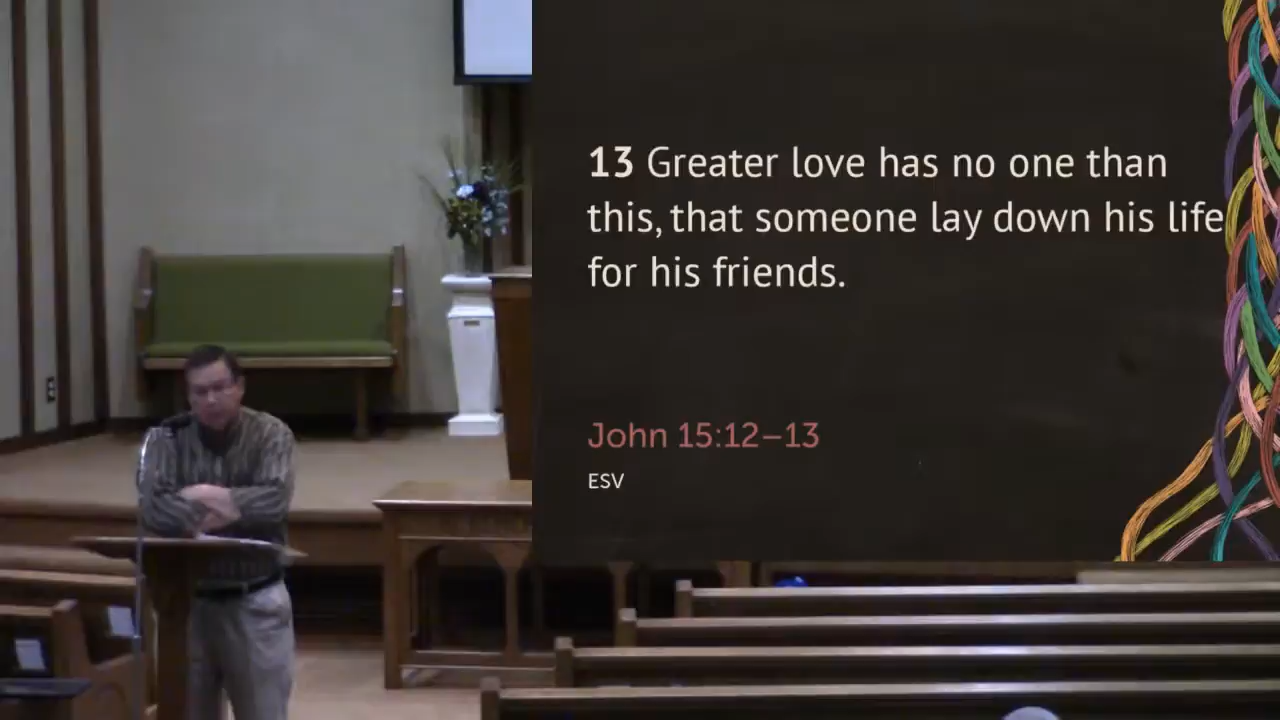 13 Greater love has no one than
this, that someone lay down his life
for his friends.
John 15:12–13
ESV